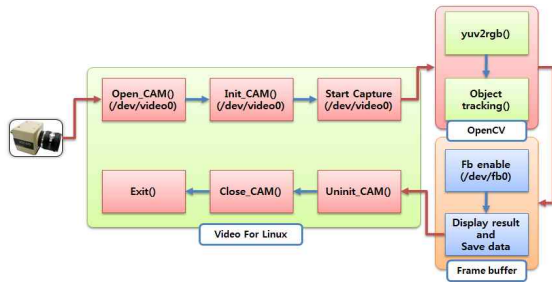 yuv2rgb()
Open_CAM()
(/dev/video0)
Init_CAM()
(/dev/video0)
Start Capture
(/dev/video0)
Object
tracking()
OpenCV
Fb enable
(/dev/fb0)
Exit()
Close_CAM()
Uninit_CAM()
Display result
and
Save data
Video For Linux
Frame buffer